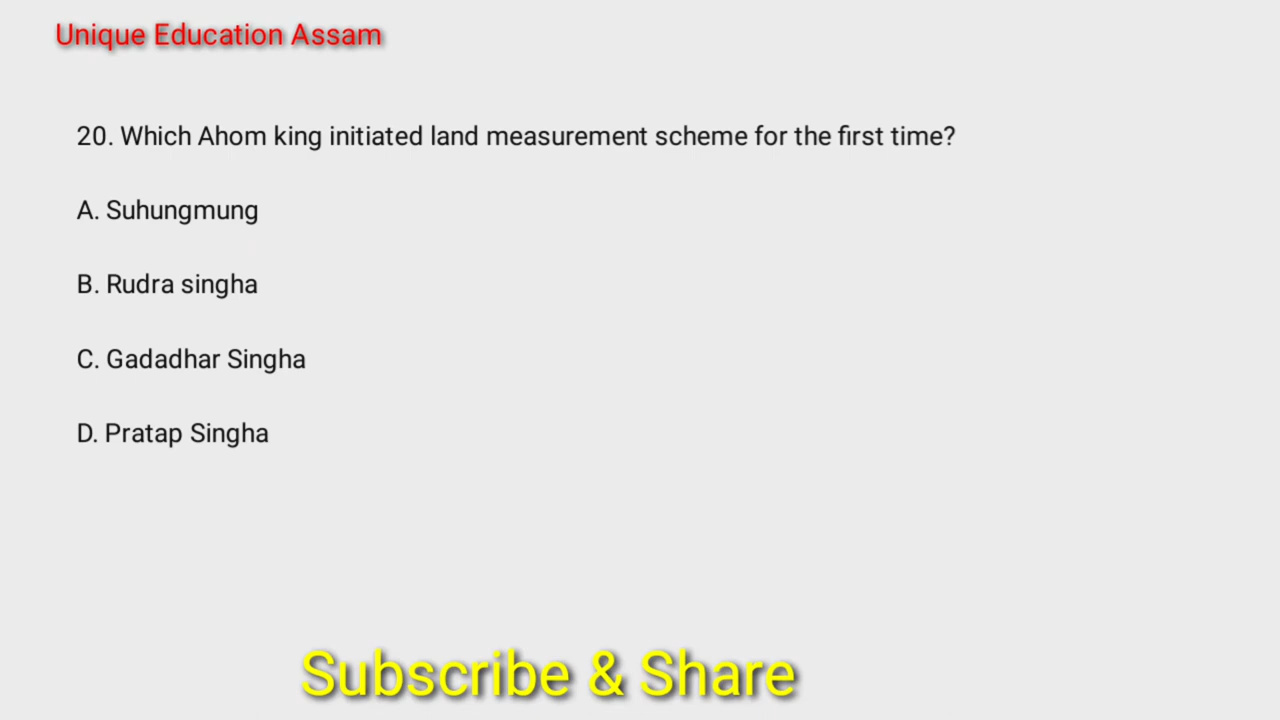 Unique Education Assam
20. Which Ahom king initiated land measurement scheme for the first time?
A. Suhungmung
B. Rudra singha
C. Gadadhar Singha
D. Pratap Singha
Subscribe & Share